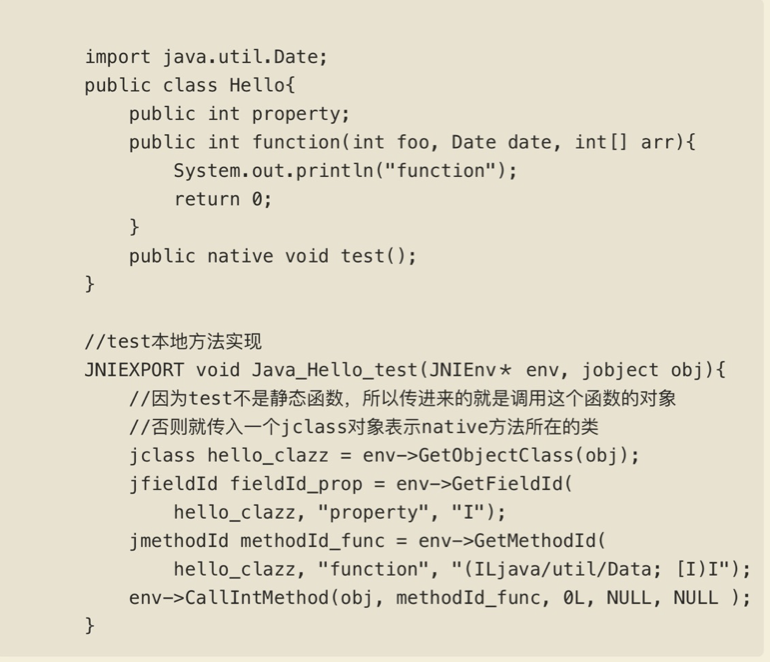 import java.util.Date;
public class Hello{
    public int property;
    public int function(int foo, Date date, int[] arr){
        System.out.println("function");
        return 0;
    }
    public native void test();
}

//test本地方法实现
JNIEXPORT void Java_Hello_test(JNIEnv* env, jobject obj){
    //因为test不是静态函数，所以传进来的就是调用这个函数的对象
    //否则就传入一个jclass对象表示native方法所在的类
    jclass hello_clazz = env->GetObjectClass(obj);
    jfieldId fieldId_prop = env->GetFieldId(
        hello_clazz, "property", "I");
    jmethodId methodId_func = env->GetMethodId(
        hello_clazz, "function", "(ILjava/util/Data; [I)I");
    env->CallIntMethod(obj, methodId_func, 0L, NULL, NULL );
}